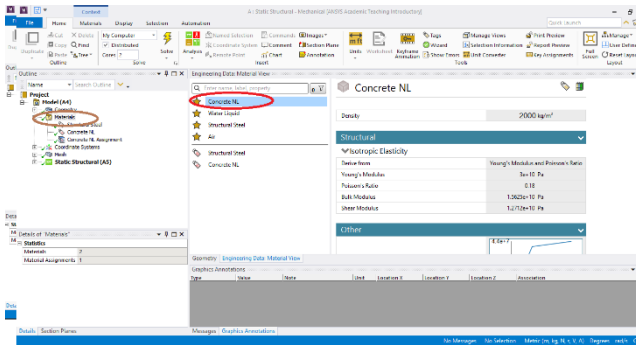 A : Static Structural - Mechanical [ANSYS Academic Teaching Introductory]
Context
File Home Materials Display Selection Automation
Quick Launch
Duplicate
Cut Delete
Copy Find
Paste Tree
Outline
My Computer
Distributed
Cores 2
Solve
Analysis
Named Selection Commands Images
Coordinate System Comment Section Plane
Remote Point Chart Annotation
Insert
Units Worksheet Keyframe Animation
Tags
Wizard
Show Errors
Manage Views
Selection Information
Unit Converter
Print Preview
Report Preview
Key Assignments
Tools
Full Screen
Manage
User Defined
Reset Layout
Layout
Outline
Name Search Outline
Project
Model (A4)
Geometry
Materials
Structural Steel
Concrete NL
Concrete NL Assignment
Coordinate Systems
Mesh
Static Structural (A5)
Details of "Materials"
Statistics
Materials 2
Material Assignments 1
Details Section Planes
Engineering Data: Material View
Enter name, label, property
Concrete NL
Water Liquid
Structural Steel
Air
Structural Steel
Concrete NL
Concrete NL
Density 2000 kg/m³
Structural
Isotropic Elasticity
Derive from Young's Modulus and Poisson's Ratio
Young's Modulus 3e+10 Pa
Poisson's Ratio 0.18
Bulk Modulus 1.5625e+10 Pa
Shear Modulus 1.2712e+10 Pa
Other
Geometry Engineering Data: Material View
Graphics Annotations
Type Value Note Unit Location X Location Y Location Z Association
Messages Graphics Annotations
No Messages No Selection Metric (m, kg, N, s, V, A) Degrees rad/s